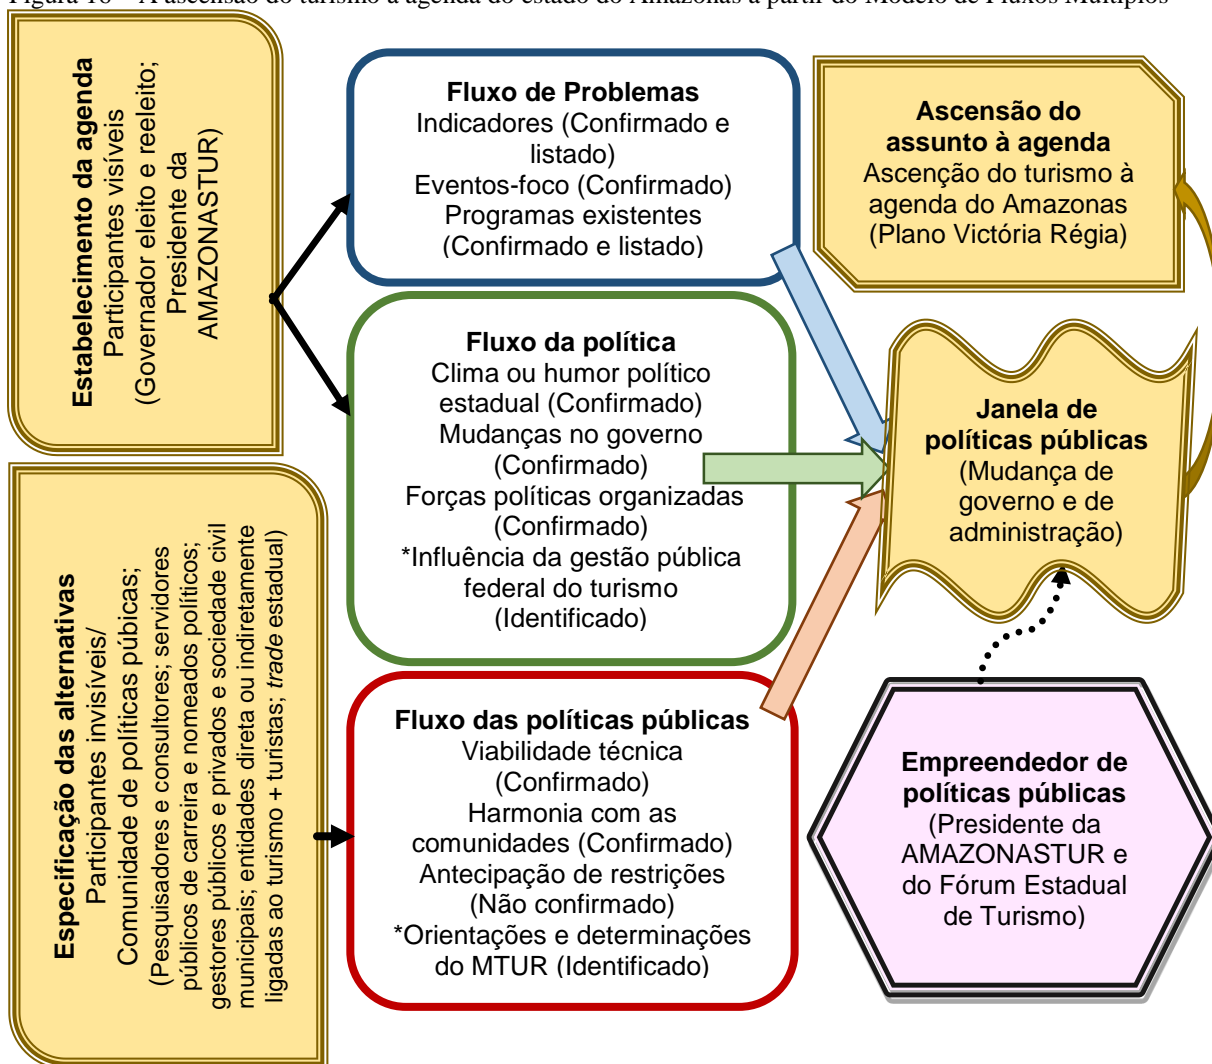 Figura 16 – A ascensão do turismo à agenda do estado do Amazonas a partir do Modelo de Fluxos Múltiplos
Estabelecimento da agenda
Participantes visíveis
(Governador eleito e reeleito;
Presidente da
AMAZONASTUR)
Especificação das alternativas
Participantes invisíveis/
Comunidade de políticas púbicas;
(Pesquisadores e consultores; servidores
públicos de carreira e nomeados políticos;
gestores públicos e privados e sociedade civil
municipais; entidades direta ou indiretamente
ligadas ao turismo + turistas; trade estadual)
Fluxo de Problemas
Indicadores (Confirmado e
listado)
Eventos-foco (Confirmado)
Programas existentes
(Confirmado e listado)
Fluxo da política
Clima ou humor político
estadual (Confirmado)
Mudanças no governo
(Confirmado)
Forças políticas organizadas
(Confirmado)
*Influência da gestão pública
federal do turismo
(Identificado)
Fluxo das políticas públicas
Viabilidade técnica
(Confirmado)
Harmonia com as
comunidades (Confirmado)
Antecipação de restrições
(Não confirmado)
*Orientações e determinações
do MTUR (Identificado)
Ascensão do
assunto à agenda
Ascenção do turismo à
agenda do Amazonas
(Plano Victória Régia)
Janela de
políticas públicas
(Mudança de
governo e de
administração)
Empreendedor de
políticas públicas
(Presidente da
AMAZONASTUR e
do Fórum Estadual
de Turismo)